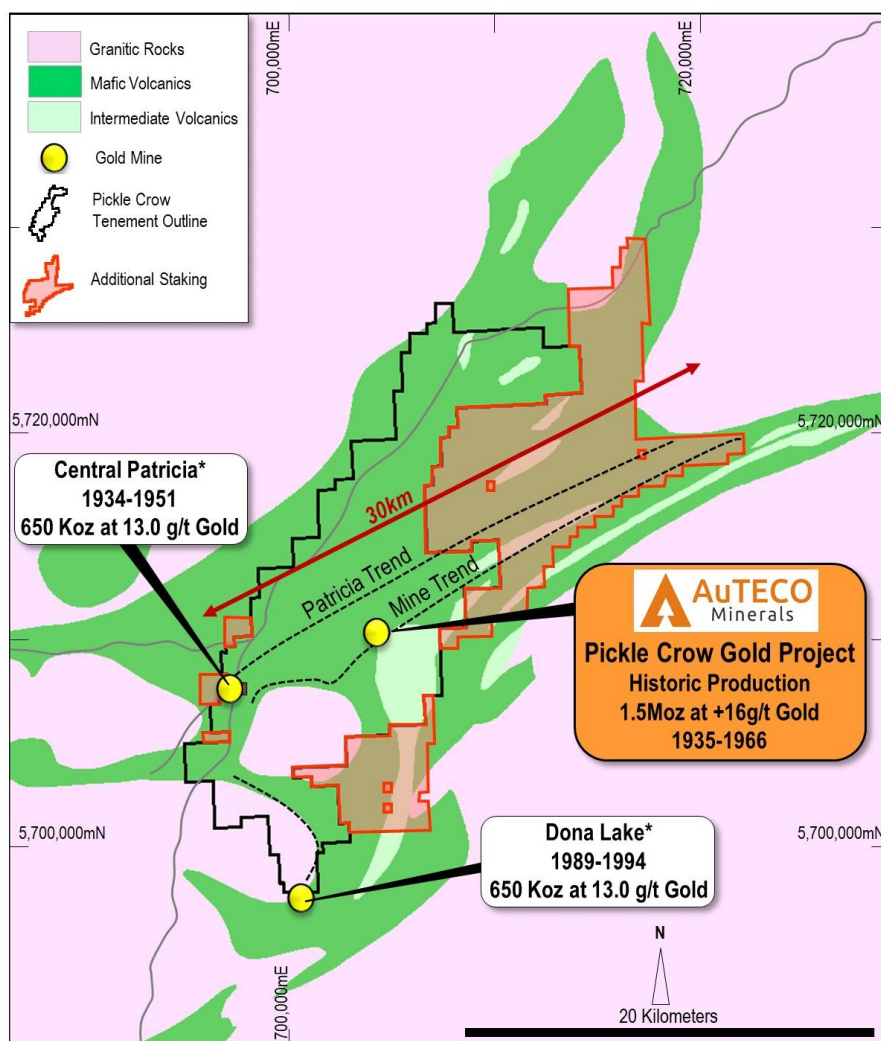 Granitic Rocks
Mafic Volcanics
Intermediate Volcanics
Gold Mine
Pickle Crow
Tenement Outline
Additional Staking
700,000mE
720,000mE
5,720,000mN
5,720,000mN
Central Patricia*
1934-1951
650 Koz at 13.0 g/t Gold
30km
Patricia Trend
Mine Trend
AuTECO
Minerals
Pickle Crow Gold Project
Historic Production
1.5Moz at +16g/t Gold
1935-1966
5,700,000mN
5,700,000mN
Dona Lake*
1989-1994
650 Koz at 13.0 g/t Gold
700,000mE
N
20 Kilometers